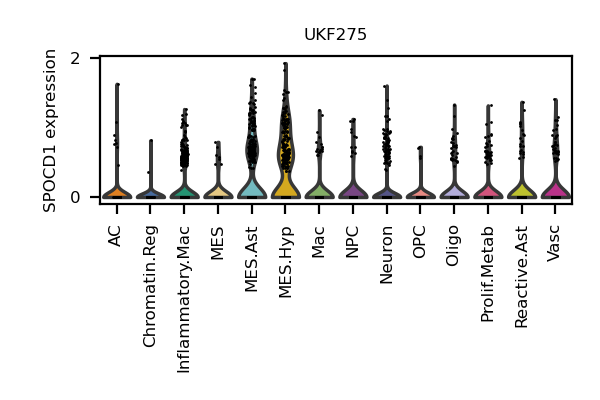 UKF275
SPOCD1 expression
2
0
AC
Chromatin.Reg
Inflammatory.Mac
MES
MES.Ast
MES.Hyp
Mac
NPC
Neuron
OPC
Oligo
Prolif.Metab
Reactive.Ast
Vasc